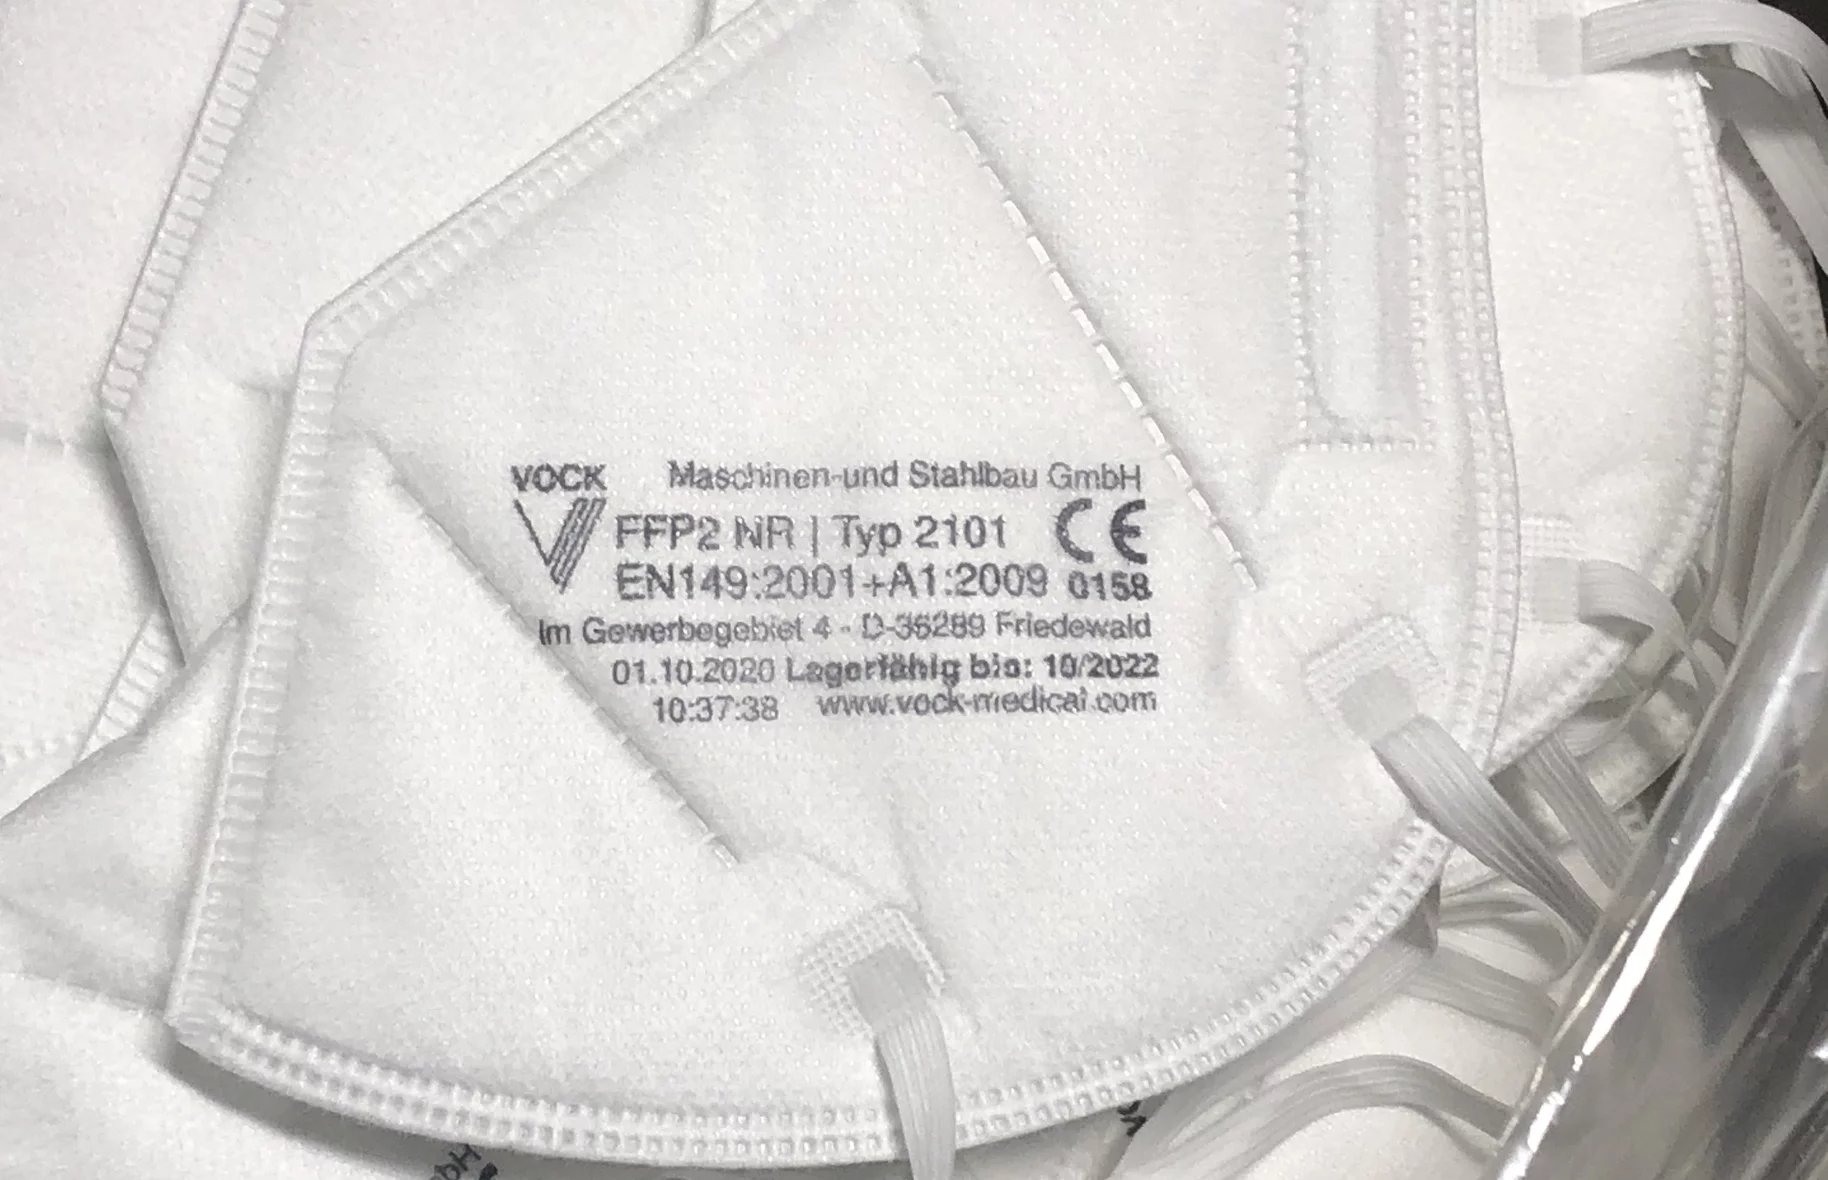 VOCK Maschinen-und Stahlbau GmbH
FFP2 NR | Typ 2101 CE
EN149:2001+A1:2009 0158
Im Gewerbegebiet 4 - D-36289 Friedewald
01.10.2020 Lagerfähig bis: 10/2022
10:37:38 www.vock-medical.com
bH